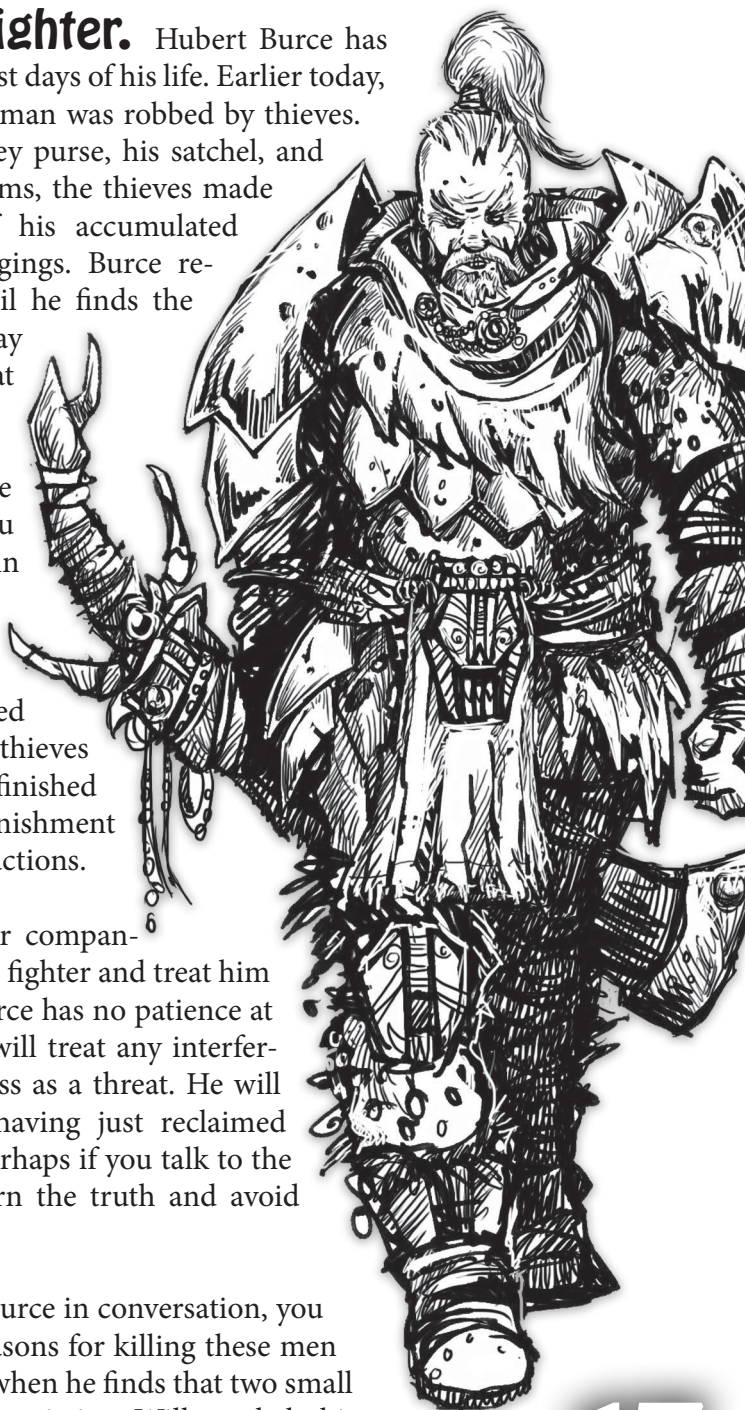 ighter. Hubert Burce has
st days of his life. Earlier today,
man was robbed by thieves.
ey purse, his satchel, and
ms, the thieves made
his accumulated
gings. Burce re-
il he finds the
ay
at
e
u
in
ed
thieves
finished
nishment
actions.
r compan-
fighter and treat him
rce has no patience at
will treat any interfer-
ss as a threat. He will
having just reclaimed
rhaps if you talk to the
rn the truth and avoid
urce in conversation, you
asons for killing these men
when he finds that two small